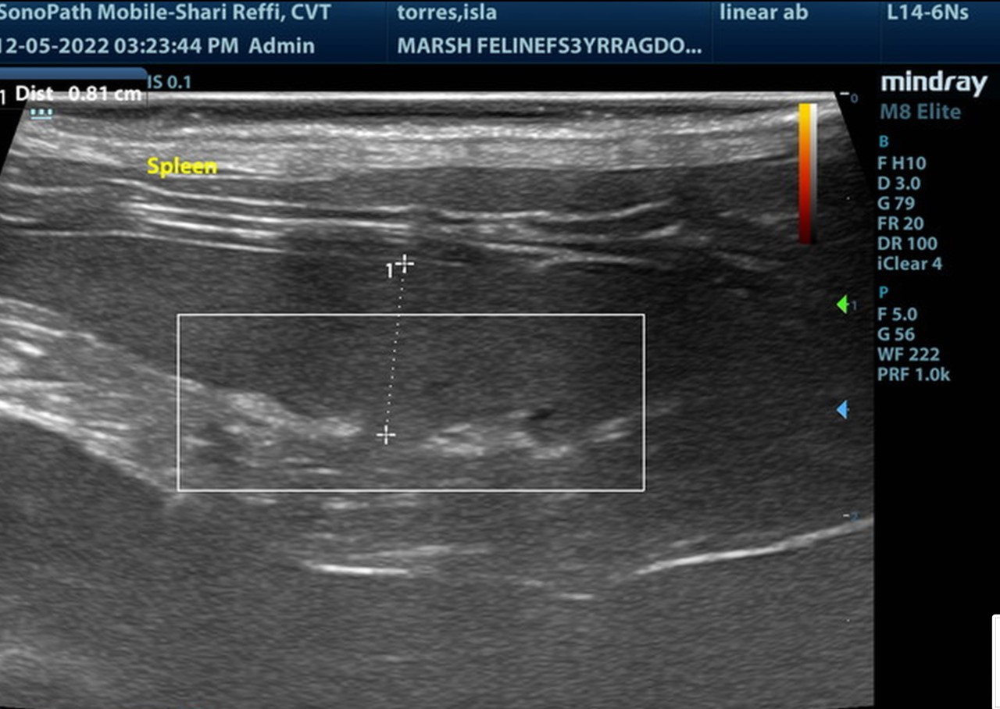 SonoPath Mobile-Shari Reffi, CVT
torres,isla
linear ab
L14-6Ns
12-05-2022 03:23:44 PM Admin
MARSH FELINEFS3YRRAGDO...
IS 0.1
1 Dist 0.81 cm
mindray
M8 Elite
0
Spleen
B
F H10
D 3.0
G 79
FR 20
DR 100
iClear 4
1
P
1
F 5.0
G 56
WF 222
PRF 1.0k
2